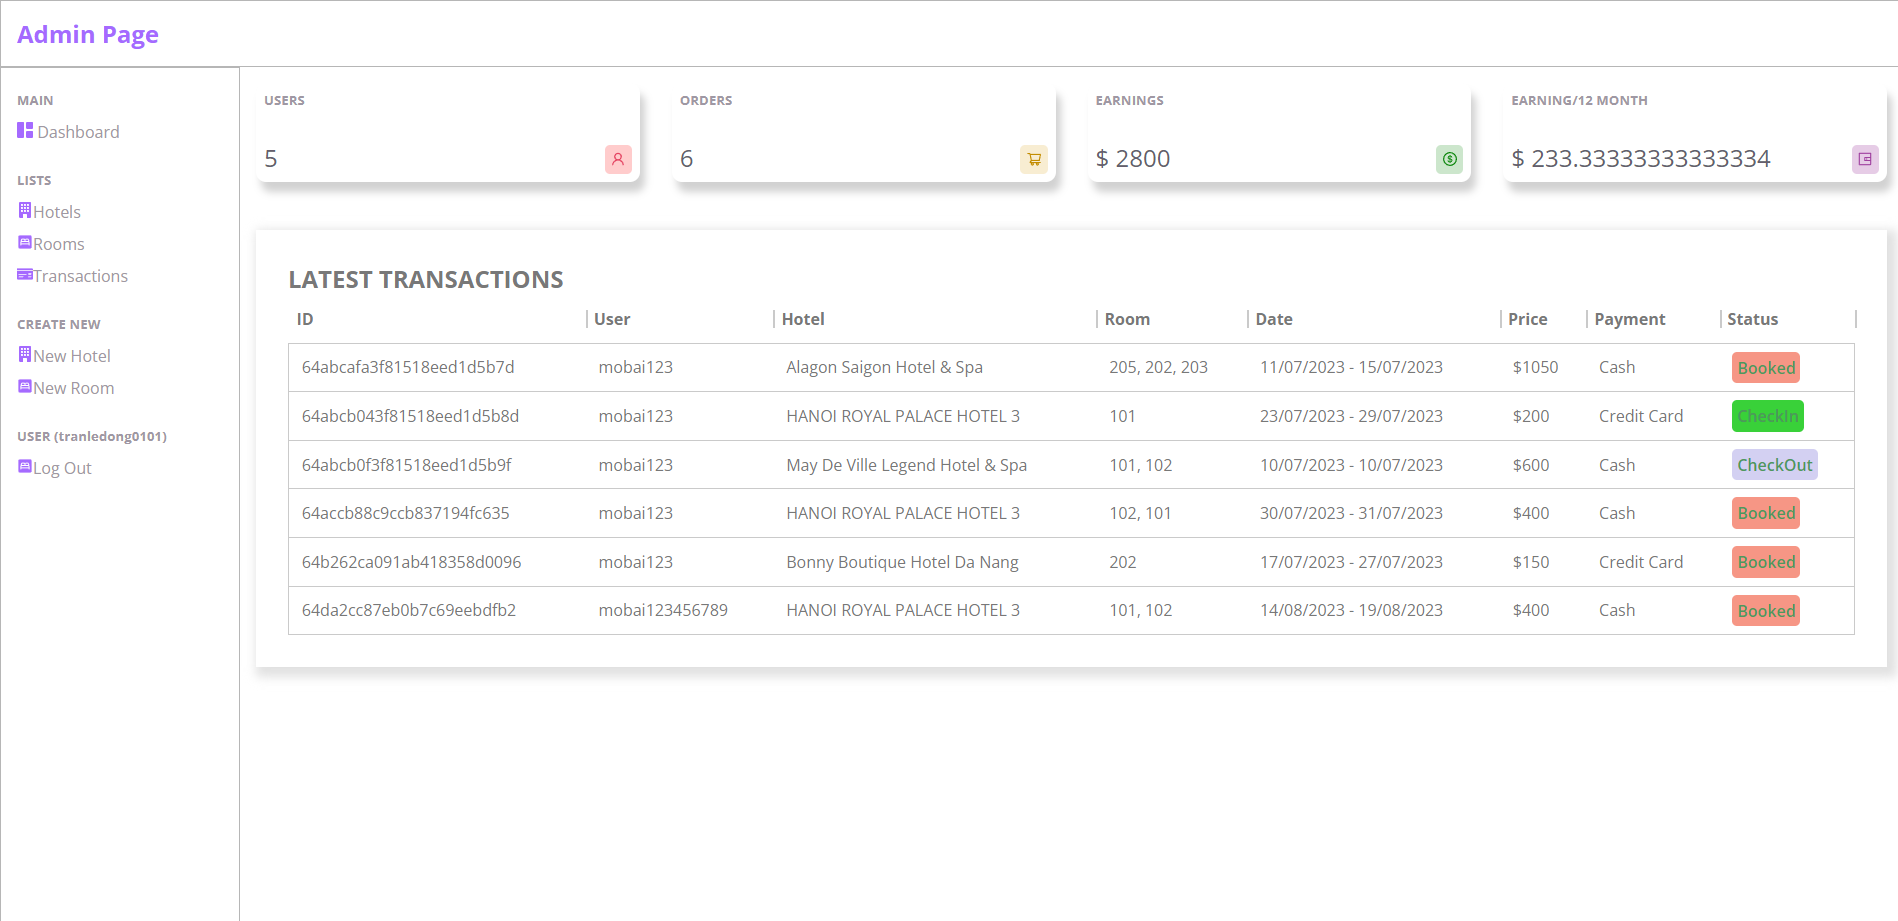 Admin Page
MAIN
Dashboard
LISTS
Hotels
Rooms
Transactions
CREATE NEW
New Hotel
New Room
USER (tranledong0101)
Log Out
USERS
5
ORDERS
6
EARNINGS
$ 2800
EARNING/12 MONTH
$ 233.33333333333334
LATEST TRANSACTIONS
ID User Hotel Room Date Price Payment Status
64abcafa3f81518eed1d5b7d mobai123 Alagon Saigon Hotel & Spa 205, 202, 203 11/07/2023 - 15/07/2023 $1050 Cash Booked
64abcb043f81518eed1d5b8d mobai123 HANOI ROYAL PALACE HOTEL 3 101 23/07/2023 - 29/07/2023 $200 Credit Card CheckIn
64abcb0f3f81518eed1d5b9f mobai123 May De Ville Legend Hotel & Spa 101, 102 10/07/2023 - 10/07/2023 $600 Cash CheckOut
64accb88c9ccb837194fc635 mobai123 HANOI ROYAL PALACE HOTEL 3 102, 101 30/07/2023 - 31/07/2023 $400 Cash Booked
64b262ca091ab418358d0096 mobai123 Bonny Boutique Hotel Da Nang 202 17/07/2023 - 27/07/2023 $150 Credit Card Booked
64da2cc87eb0b7c69eebdfb2 mobai123456789 HANOI ROYAL PALACE HOTEL 3 101, 102 14/08/2023 - 19/08/2023 $400 Cash Booked